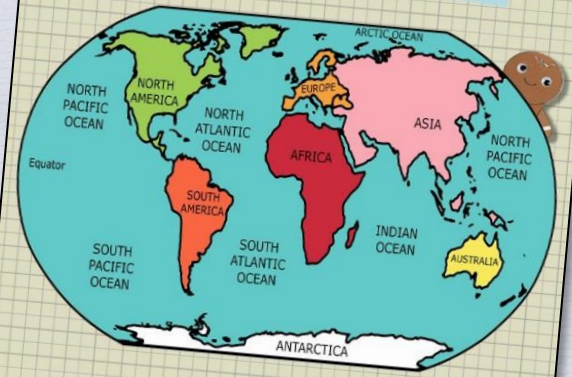 ARCTIC OCEAN
NORTH
PACIFIC
OCEAN
NORTH
AMERICA
NORTH
ATLANTIC
OCEAN
EUROPE
ASIA
NORTH
PACIFIC
OCEAN
Equator
AFRICA
SOUTH
AMERICA
SOUTH
PACIFIC
OCEAN
SOUTH
ATLANTIC
OCEAN
INDIAN
OCEAN
AUSTRALIA
ANTARCTICA